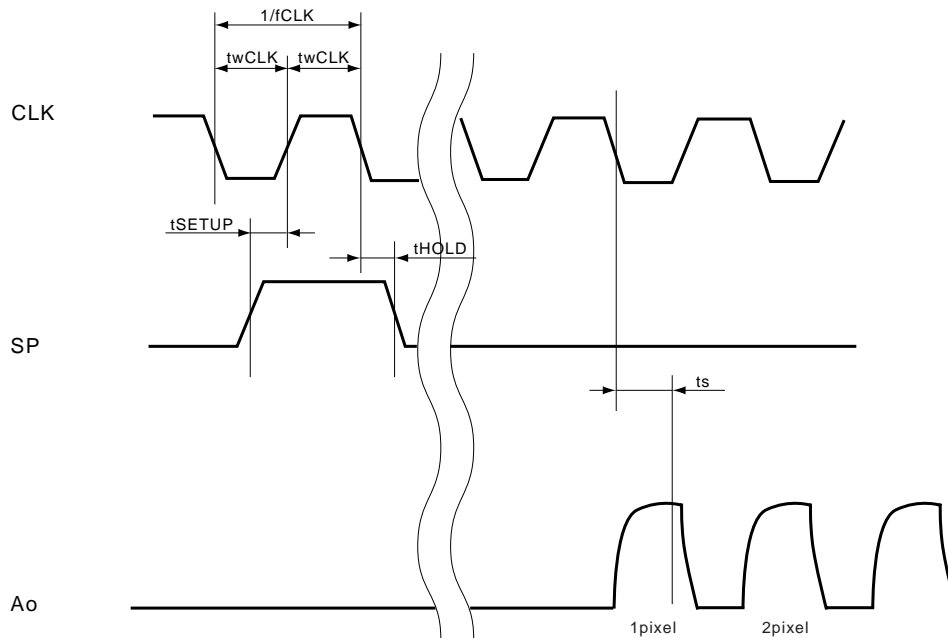 1/fCLK
twCLK twCLK
CLK
tSETUP
tHOLD
SP
ts
Ao
1pixel 2pixel